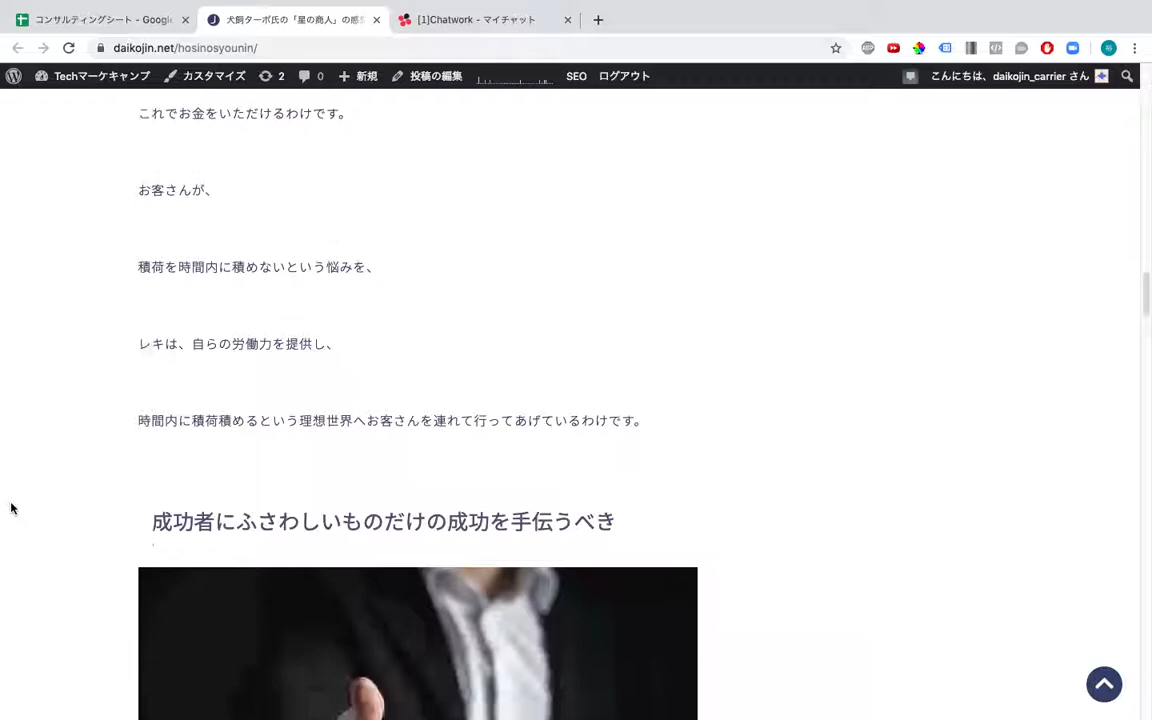 コンサルティングシート - Google
犬飼ターボ氏の「星の商人」の感想
[1]Chatwork - マイチャット
daikojin.net/hosinosyounin/
Techマーケキャンプ
カスタマイズ
2
0
新規
投稿の編集
SEO
ログアウト
こんにちは、daikojin_carrier さん
これでお金をいただけるわけです。
お客さんが、
積荷を時間内に積めないという悩みを、
レキは、自らの労働力を提供し、
時間内に積荷積めるという理想世界へお客さんを連れて行ってあげているわけです。
成功者にふさわしいものだけの成功を手伝うべき